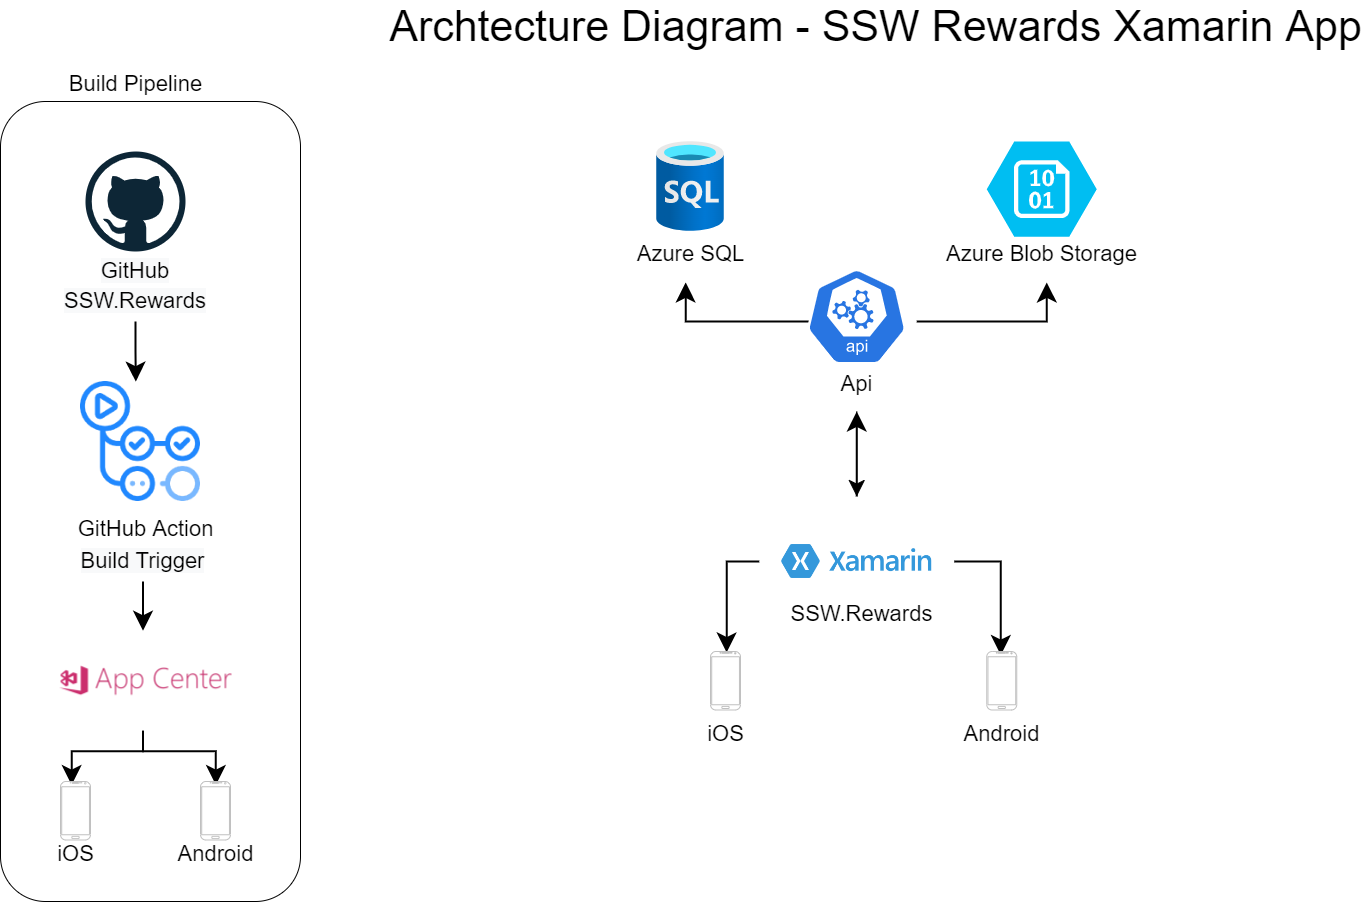 Archtecture Diagram - SSW Rewards Xamarin App
Build Pipeline
GitHub
SSW.Rewards
GitHub Action
Build Trigger
App Center
iOS
Android
SQL
Azure SQL
10
01
Azure Blob Storage
api
Api
X Xamarin
SSW.Rewards
iOS
Android